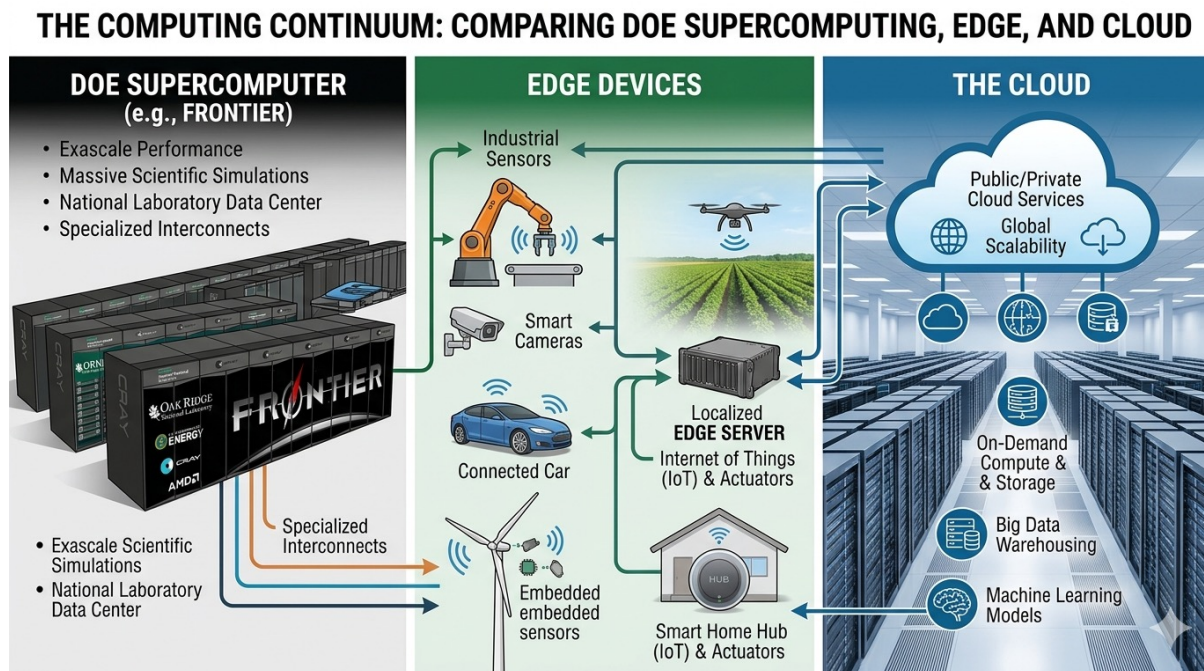 THE COMPUTING CONTINUUM: COMPARING DOE SUPERCOMPUTING, EDGE, AND CLOUD
DOE SUPERCOMPUTER
(e.g., FRONTIER)
• Exascale Performance
• Massive Scientific Simulations
• National Laboratory Data Center
• Specialized Interconnects
CRAY
ORNL
CRAY
CRAY
OAK RIDGE
National Laboratory
ENERGY
CRAY
AMD
FRONTIER
Specialized
Interconnects
• Exascale Scientific
Simulations
• National Laboratory
Data Center
EDGE DEVICES
Industrial
Sensors
Smart
Cameras
Connected Car
Localized
EDGE SERVER
Internet of Things
(IoT) & Actuators
Embedded
embedded
sensors
HUB
Smart Home Hub
(IoT) & Actuators
THE CLOUD
Public/Private
Cloud Services
Global
Scalability
On-Demand
Compute &
& Storage
Big Data
Warehousing
Machine Learning
Models